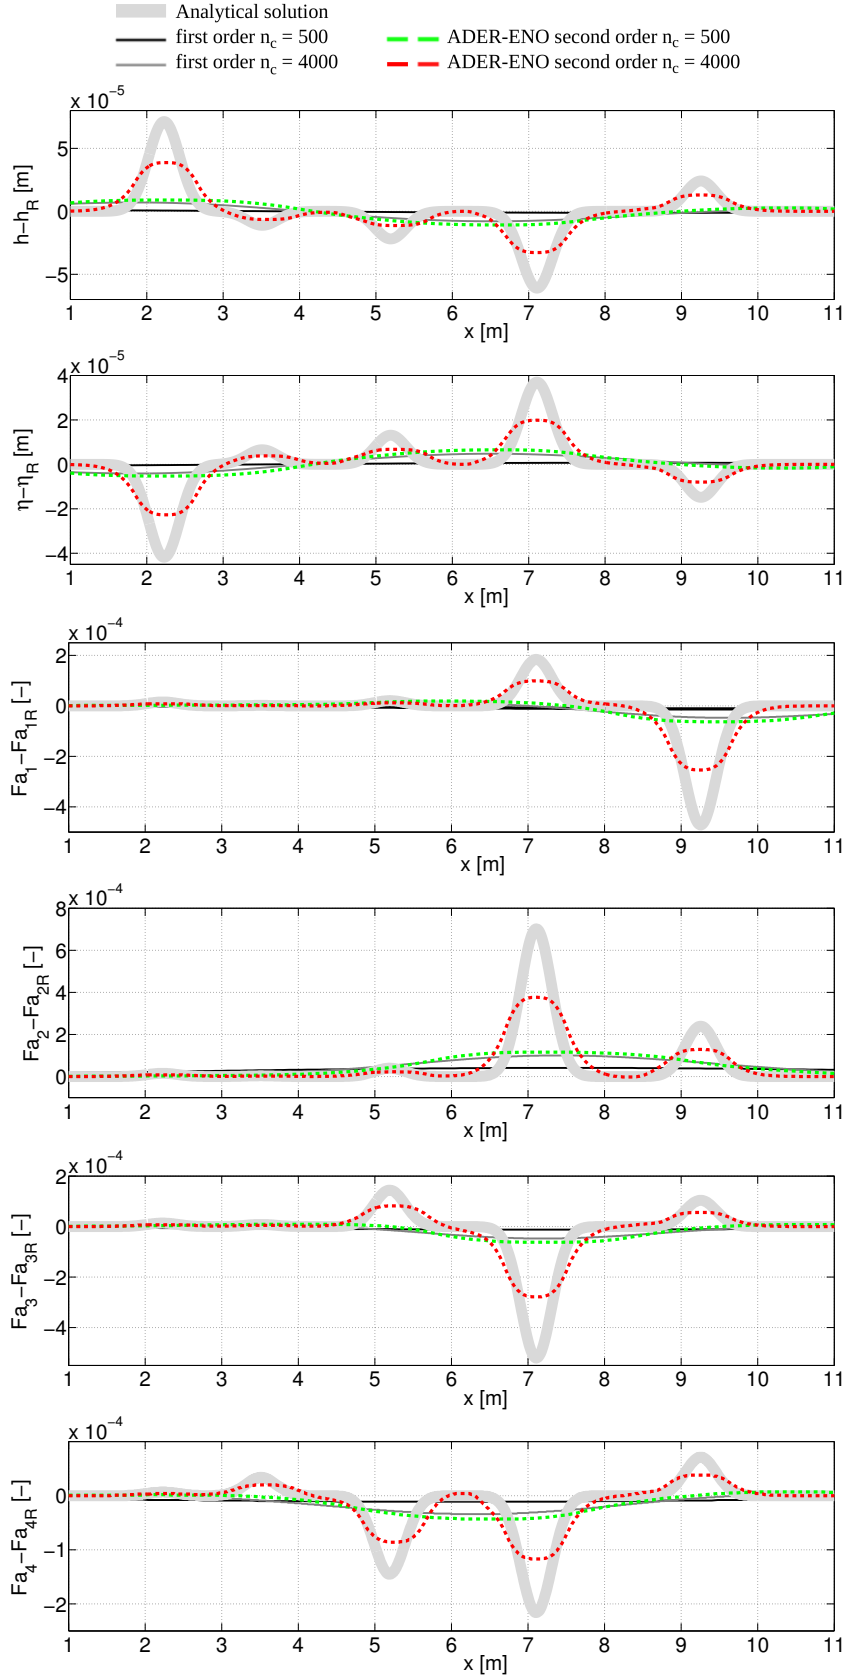 Analytical solution
first order n_c = 500
first order n_c = 4000
ADER-ENO second order n_c = 500
ADER-ENO second order n_c = 4000
x 10^−5
h−h_R [m]
5
0
−5
1 2 3 4 5 6 7 8 9 10 11
x [m]
x 10^−5
η−η_R [m]
4
2
0
−2
−4
1 2 3 4 5 6 7 8 9 10 11
x [m]
x 10^−4
Fa_1−Fa_1R [−]
2
0
−2
−4
1 2 3 4 5 6 7 8 9 10 11
x [m]
x 10^−4
Fa_2−Fa_2R [−]
8
6
4
2
0
1 2 3 4 5 6 7 8 9 10 11
x [m]
x 10^−4
Fa_3−Fa_3R [−]
2
0
−2
−4
1 2 3 4 5 6 7 8 9 10 11
x [m]
x 10^−4
Fa_4−Fa_4R [−]
0
−1
−2
1 2 3 4 5 6 7 8 9 10 11
x [m]